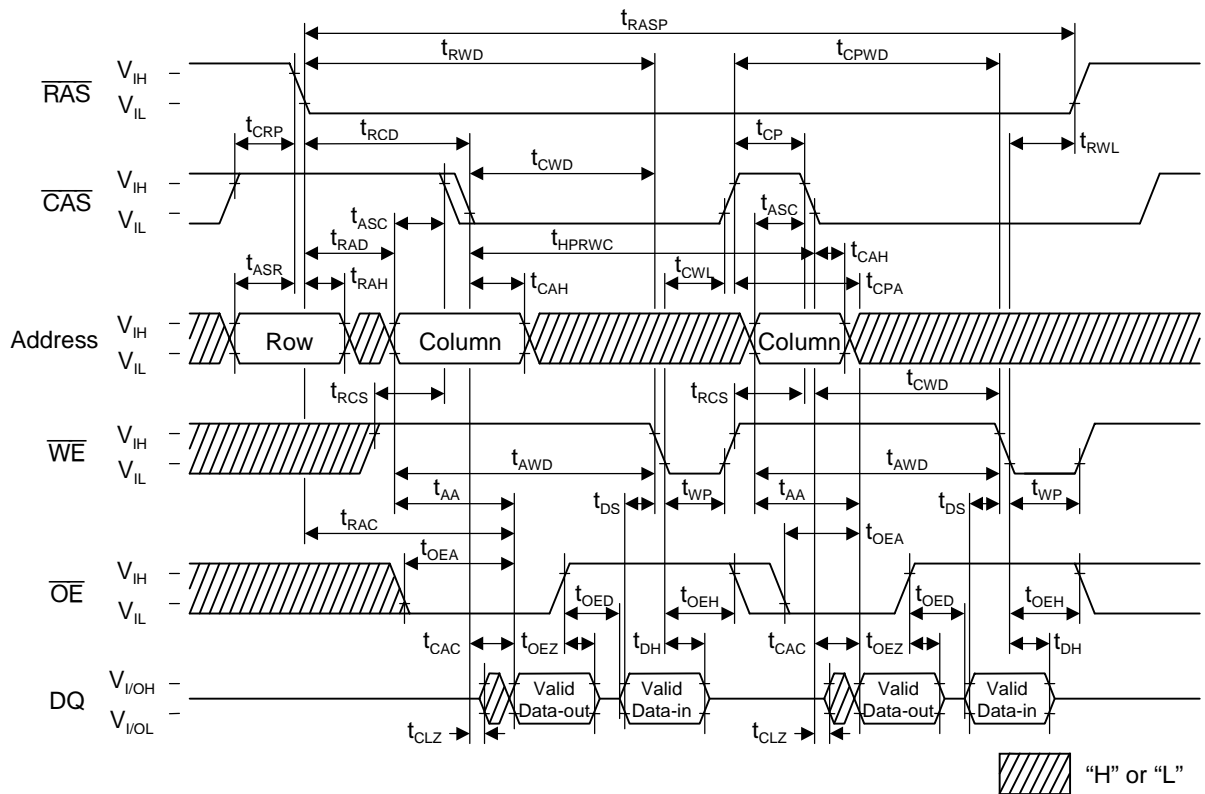 tRASP
tRWD tCPWD
RAS VIH
VIL
tCRP tRCD tCP tRWL
tCWD
CAS VIH
VIL
tASC tASC
tRAD tHPRWC tCAH
tASR tRAH tCAH tCWL tCPA
Address VIH
VIL
Row Column Column
tRCS tRCS tCWD
WE VIH
VIL
tAWD tAWD
tAA tDS tWP tAA tDS tWP
tRAC
tOEA tOEA
OE VIH
VIL
tOED tOEH tOED tOEH
tCAC tOEZ tDH tCAC tOEZ tDH
DQ VI/OH
VI/OL
Valid Data-out Valid Data-in Valid Data-out Valid Data-in
tCLZ tCLZ
“H” or “L”